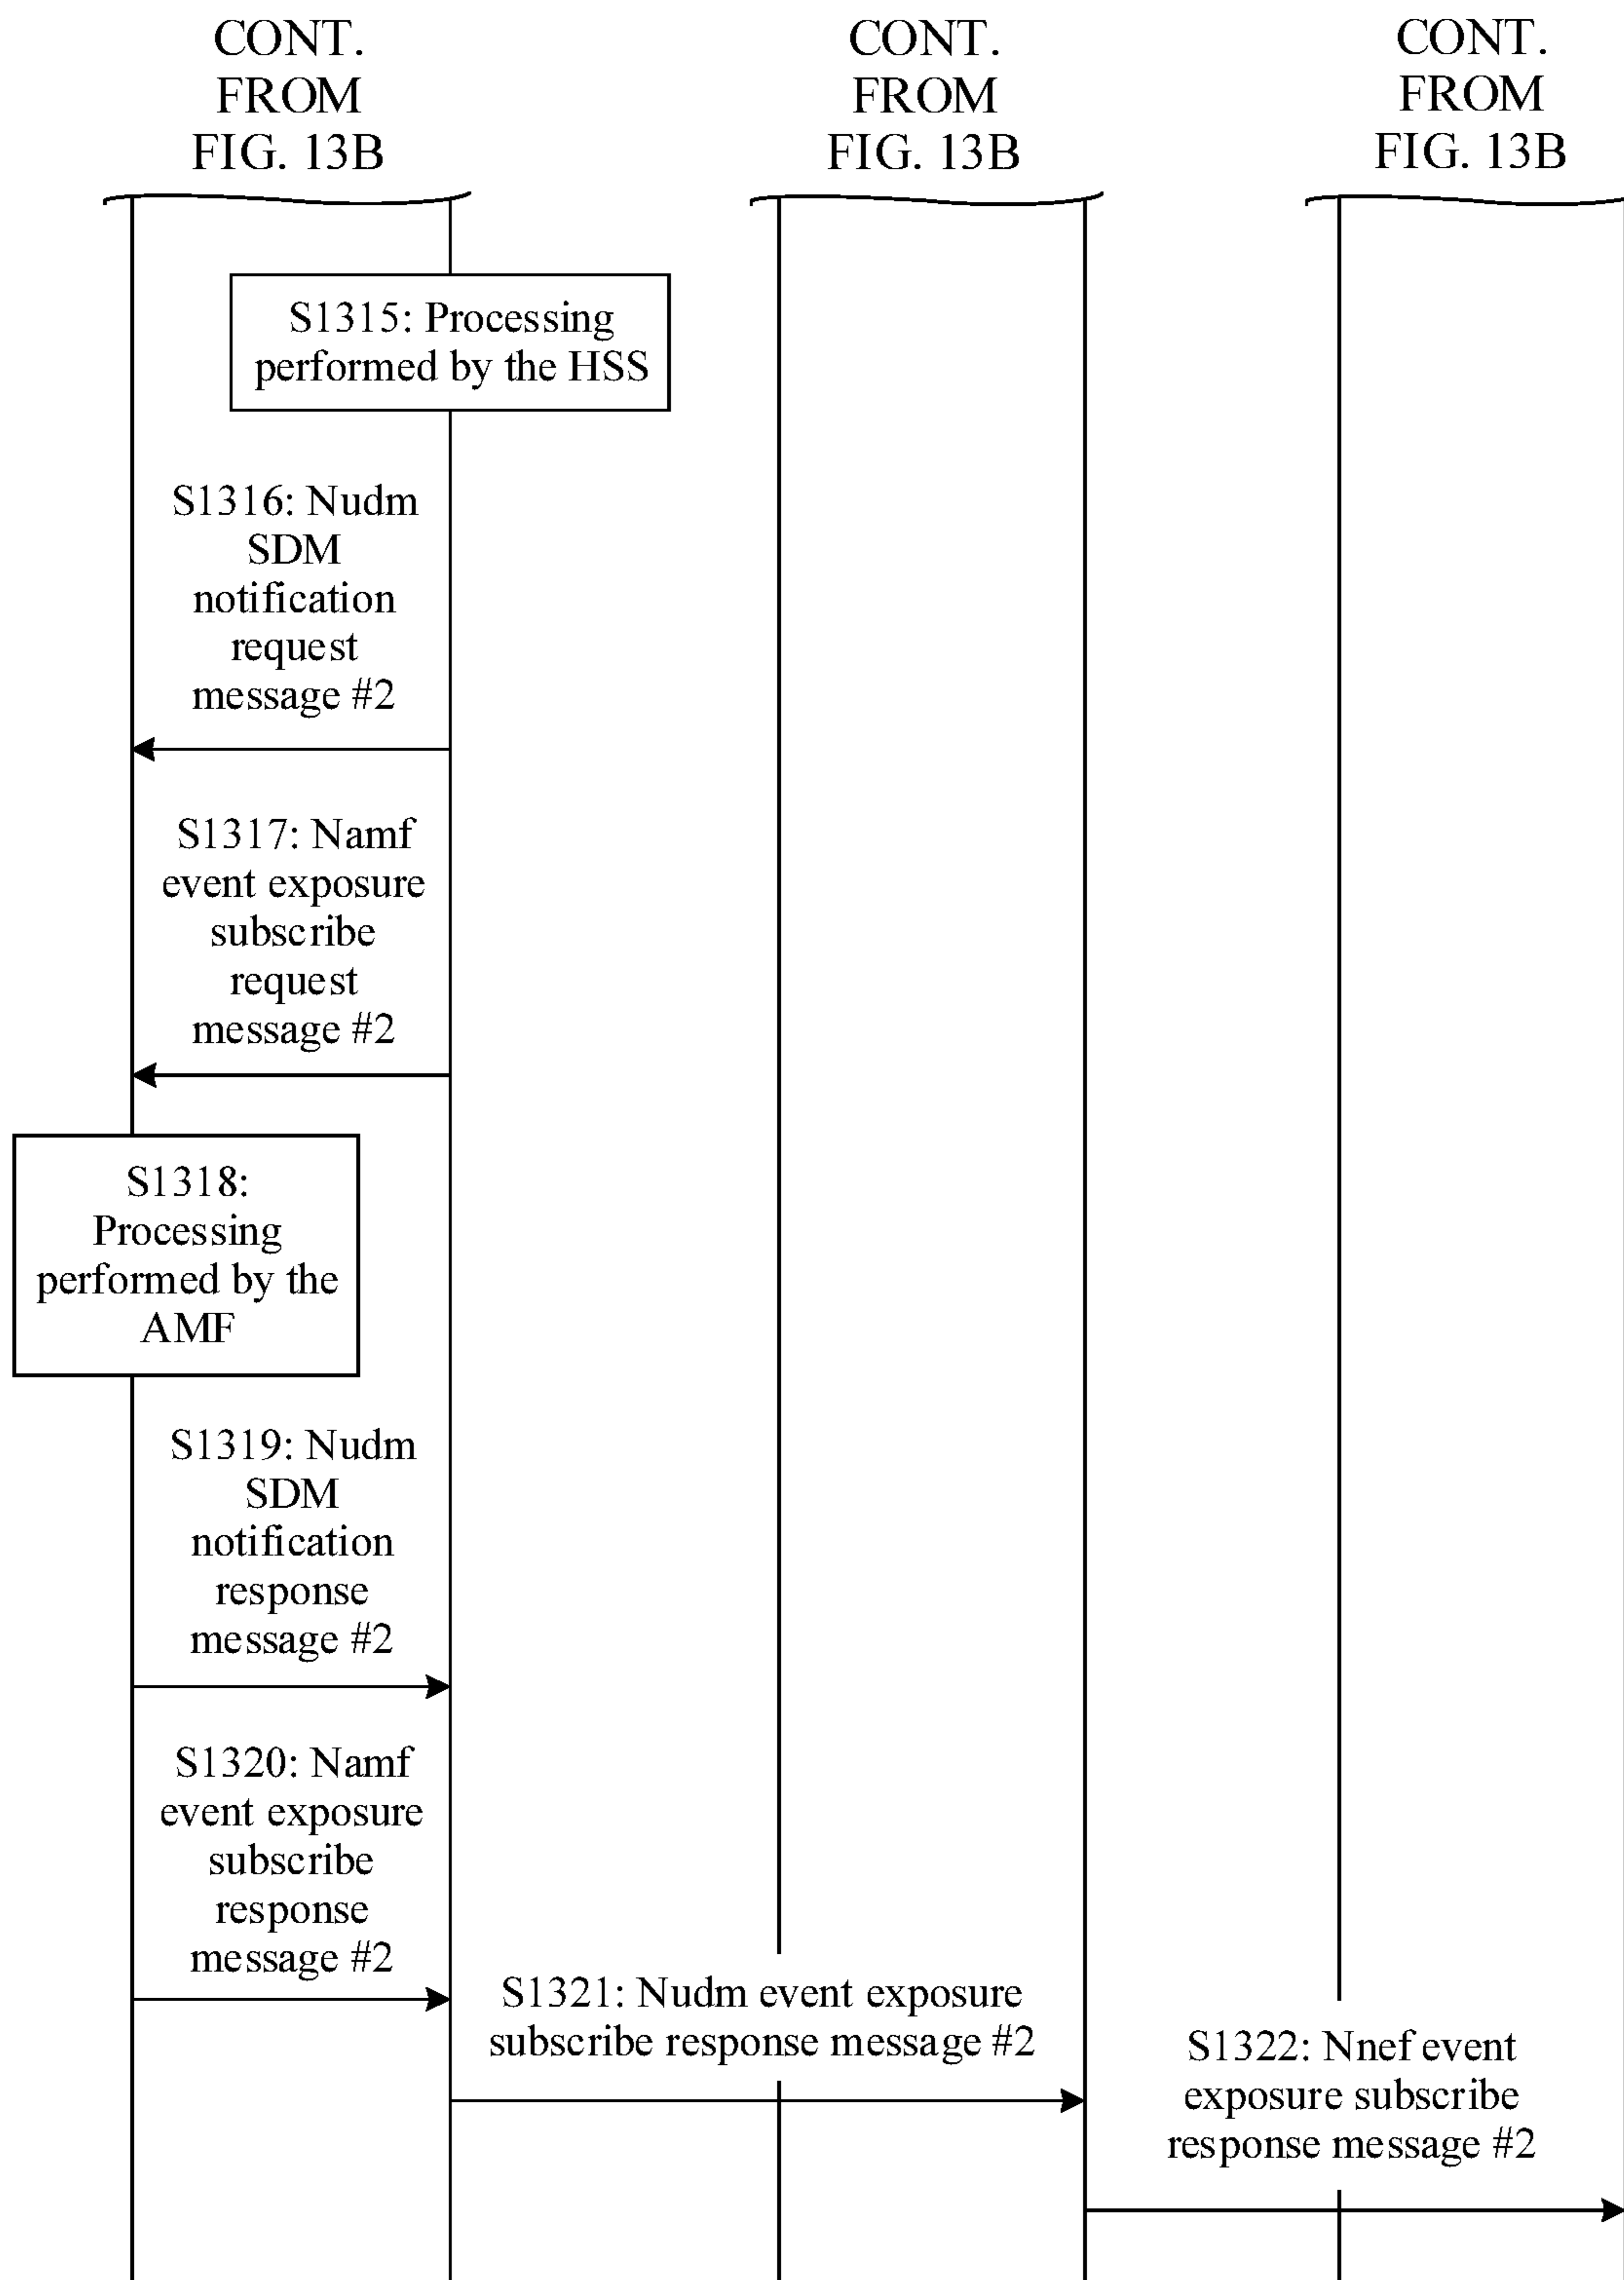 CONT.
FROM
FIG. 13B
CONT.
FROM
FIG. 13B
CONT.
FROM
FIG. 13B
S1315: Processing
performed by the HSS
S1316: Nudm
SDM
notification
request
message #2
S1317: Namf
event exposure
subscribe
request
message #2
S1318:
Processing
performed by the
AMF
S1319: Nudm
SDM
notification
response
message #2
S1320: Namf
event exposure
subscribe
response
message #2
S1321: Nudm event exposure
subscribe response message #2
S1322: Nnef event
exposure subscribe
response message #2